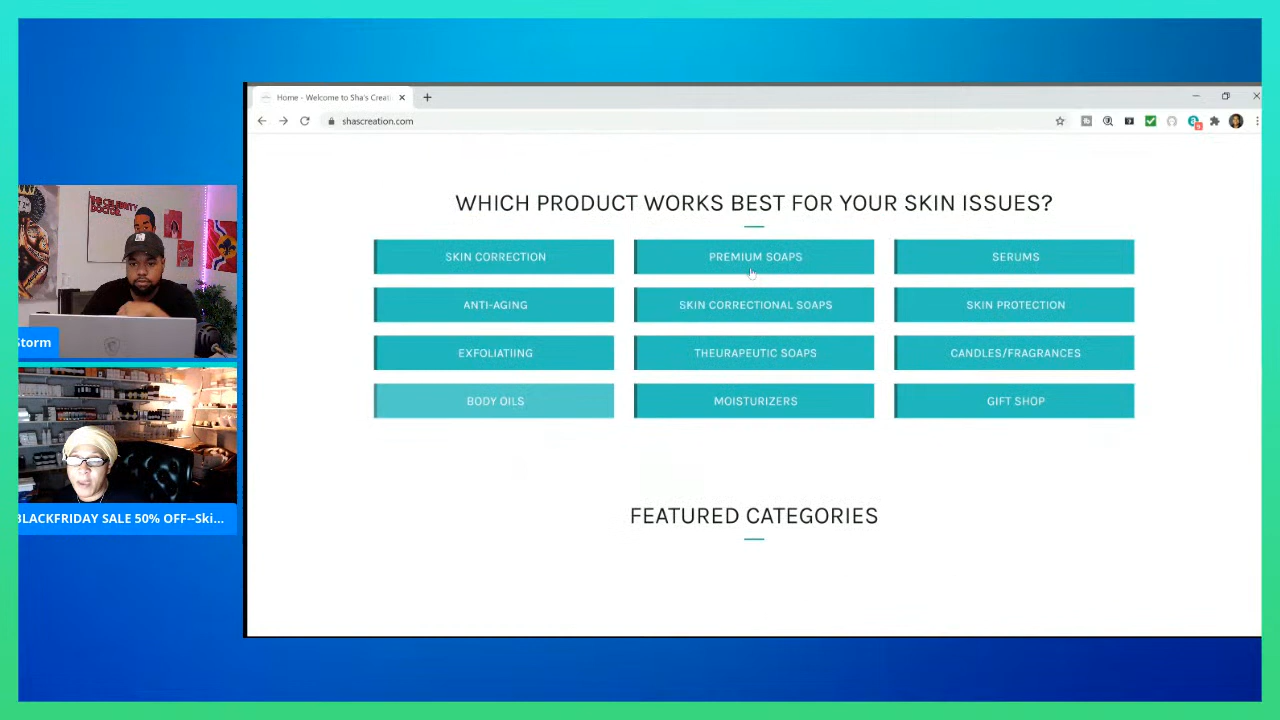 Home - Welcome to Sha's Creati
shascreation.com
WHICH PRODUCT WORKS BEST FOR YOUR SKIN ISSUES?
SKIN CORRECTION
PREMIUM SOAPS
SERUMS
ANTI-AGING
SKIN CORRECTIONAL SOAPS
SKIN PROTECTION
EXFOLIATIING
THEURAPEUTIC SOAPS
CANDLES/FRAGRANCES
BODY OILS
MOISTURIZERS
GIFT SHOP
FEATURED CATEGORIES
CELEBRITY
DOCTOR
Storm
BLACKFRIDAY SALE 50% OFF--Ski...